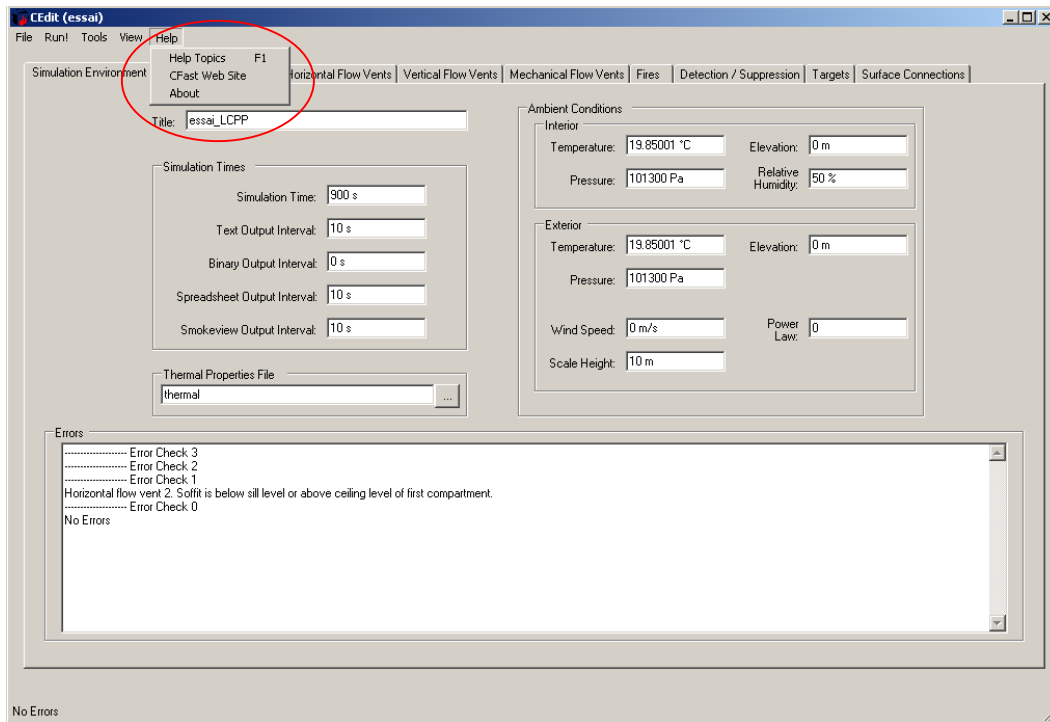 CEdit (essai)
File Run! Tools View Help
Help Topics F1
CFast Web Site
About
Simulation Environment Horizontal Flow Vents Vertical Flow Vents Mechanical Flow Vents Fires Detection / Suppression Targets Surface Connections
Title: essai_LCPP
Simulation Times
Simulation Time: 900 s
Text Output Interval: 10 s
Binary Output Interval: 0 s
Spreadsheet Output Interval: 10 s
Smokeview Output Interval: 10 s
Thermal Properties File
thermal ...
Ambient Conditions
Interior
Temperature: 19.85001 °C Elevation: 0 m
Pressure: 101300 Pa Relative Humidity: 50 %
Exterior
Temperature: 19.85001 °C Elevation: 0 m
Pressure: 101300 Pa
Wind Speed: 0 m/s Power Law: 0
Scale Height: 10 m
Errors
------------------- Error Check 3
------------------- Error Check 2
------------------- Error Check 1
Horizontal flow vent 2. Soffit is below sill level or above ceiling level of first compartment.
------------------- Error Check 0
No Errors
No Errors